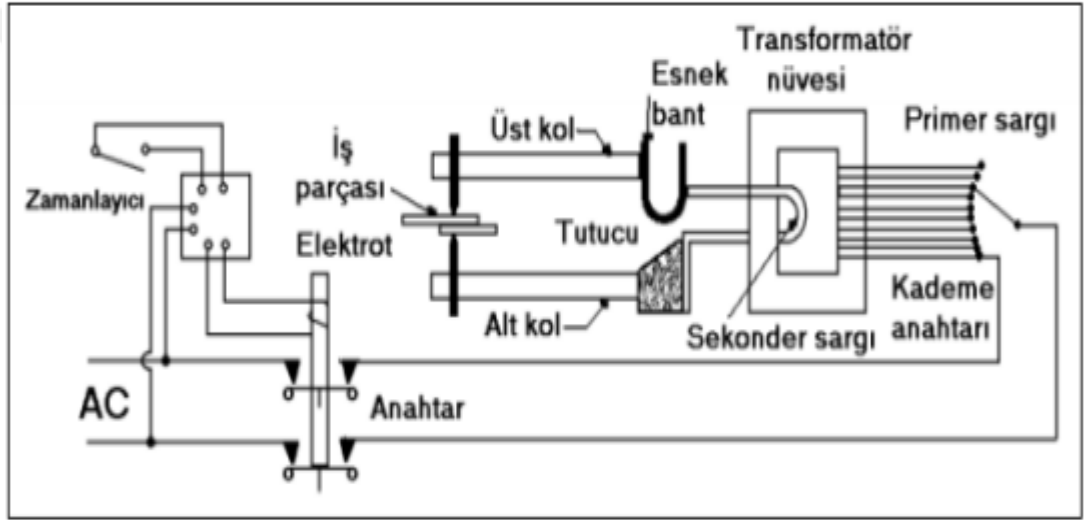 Transformatör
nüvesi
Esnek
bant
Primer sargı
Üst kol
İş
parçası
Zamanlayıcı
Elektrot
Tutucu
Alt kol
Sekonder sargı
Kademe
anahtarı
AC
Anahtar